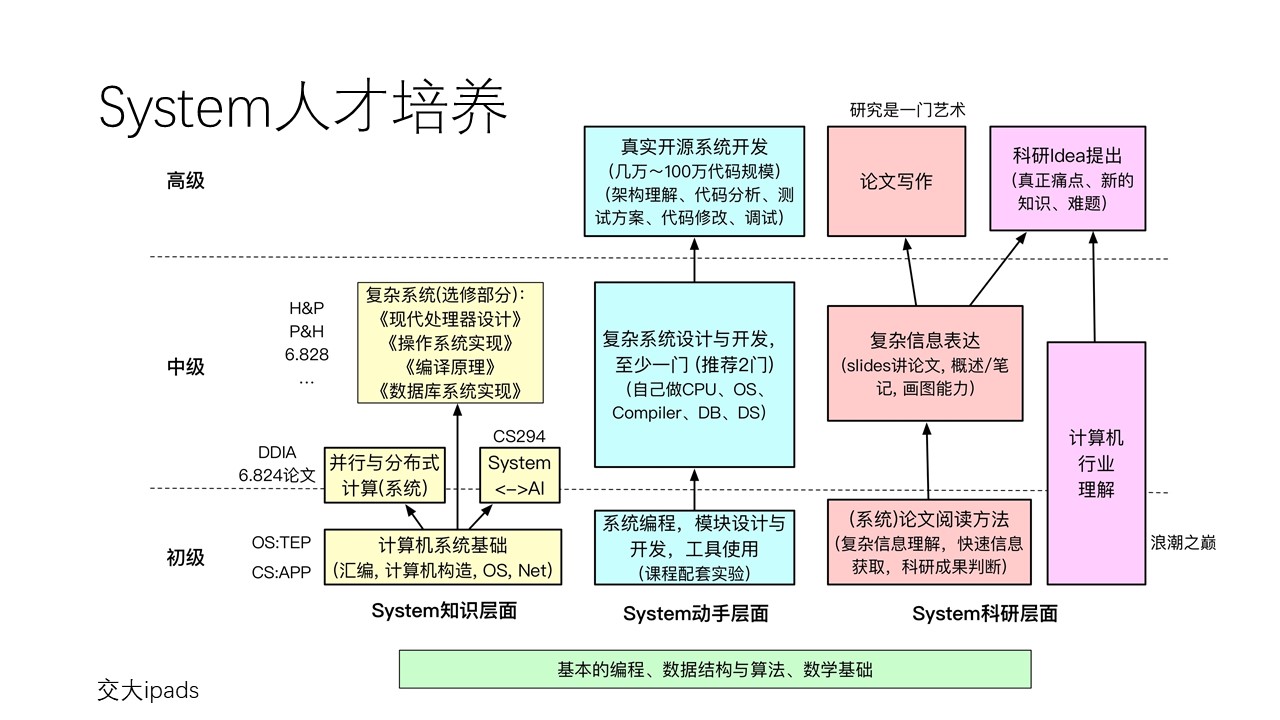 System人才培养
研究是一门艺术
高级
真实开源系统开发
（几万～100万代码规模）
（架构理解、代码分析、测
试方案、代码修改、调试）
论文写作
科研Idea提出
（真正痛点、新的
知识、难题）
中级
H&P
P&H
6.828
…
复杂系统(选修部分)：
《现代处理器设计》
《操作系统实现》
《编译原理》
《数据库系统实现》
复杂系统设计与开发，
至少一门 (推荐2门)
（自己做CPU、OS、
Compiler、DB、DS）
复杂信息表达
(slides讲论文, 概述/笔
记, 画图能力）
计算机
行业
理解
DDIA
6.824论文
并行与分布式
计算(系统)
CS294
System
<–>AI
初级
OS:TEP
CS:APP
计算机系统基础
(汇编, 计算机构造, OS, Net)
系统编程，模块设计与
开发，工具使用
（课程配套实验）
(系统)论文阅读方法
(复杂信息理解，快速信息
获取，科研成果判断）
浪潮之巅
System知识层面
System动手层面
System科研层面
基本的编程、数据结构与算法、数学基础
交大ipads